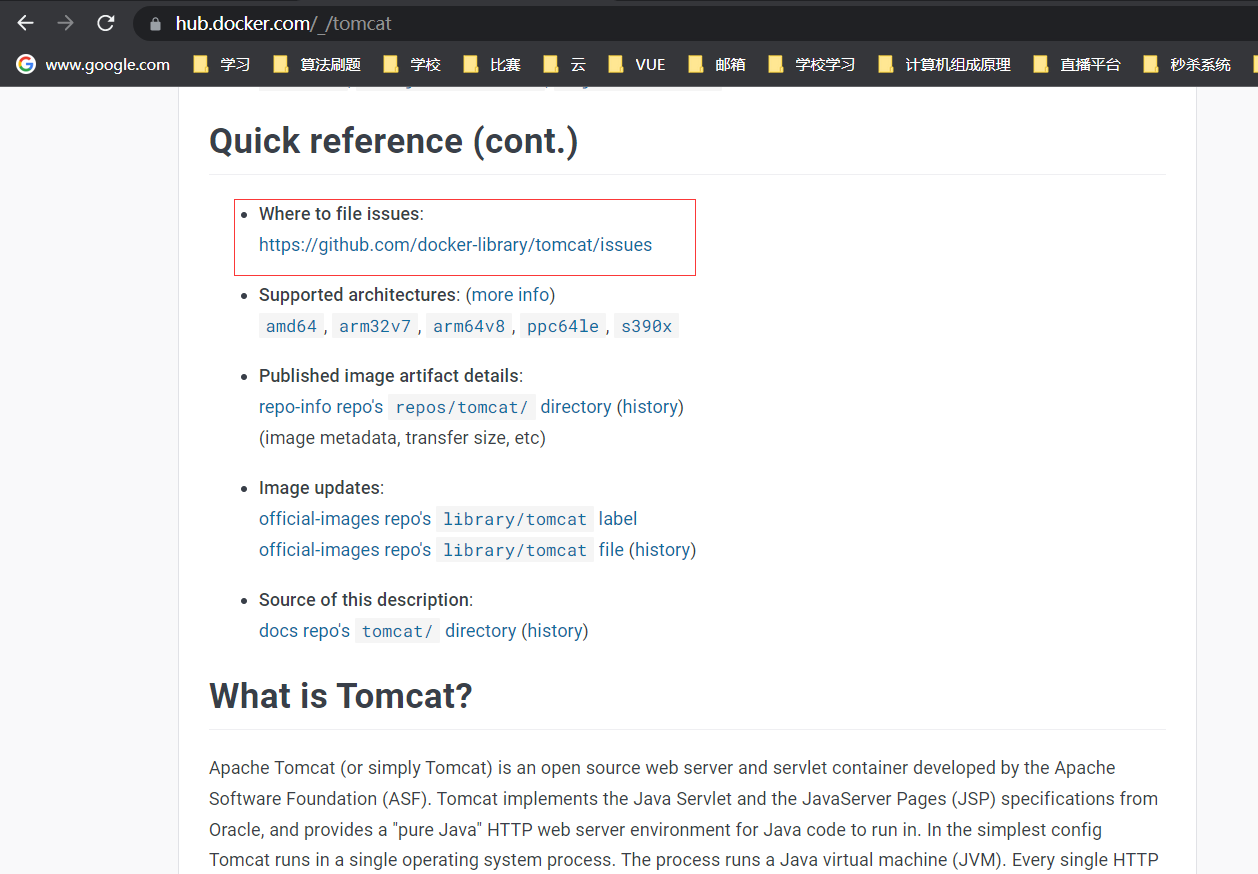 hub.docker.com/_/tomcat
www.google.com 学习 算法刷题 学校 比赛 云 VUE 邮箱 学校学习 计算机组成原理 直播平台 秒杀系统
Quick reference (cont.)
• Where to file issues:
https://github.com/docker-library/tomcat/issues
• Supported architectures: (more info)
amd64 , arm32v7 , arm64v8 , ppc64le , s390x
• Published image artifact details:
repo-info repo's repos/tomcat/ directory (history)
(image metadata, transfer size, etc)
• Image updates:
official-images repo's library/tomcat label
official-images repo's library/tomcat file (history)
• Source of this description:
docs repo's tomcat/ directory (history)
What is Tomcat?
Apache Tomcat (or simply Tomcat) is an open source web server and servlet container developed by the Apache
Software Foundation (ASF). Tomcat implements the Java Servlet and the JavaServer Pages (JSP) specifications from
Oracle, and provides a "pure Java" HTTP web server environment for Java code to run in. In the simplest config
Tomcat runs in a single operating system process. The process runs a Java virtual machine (JVM). Every single HTTP